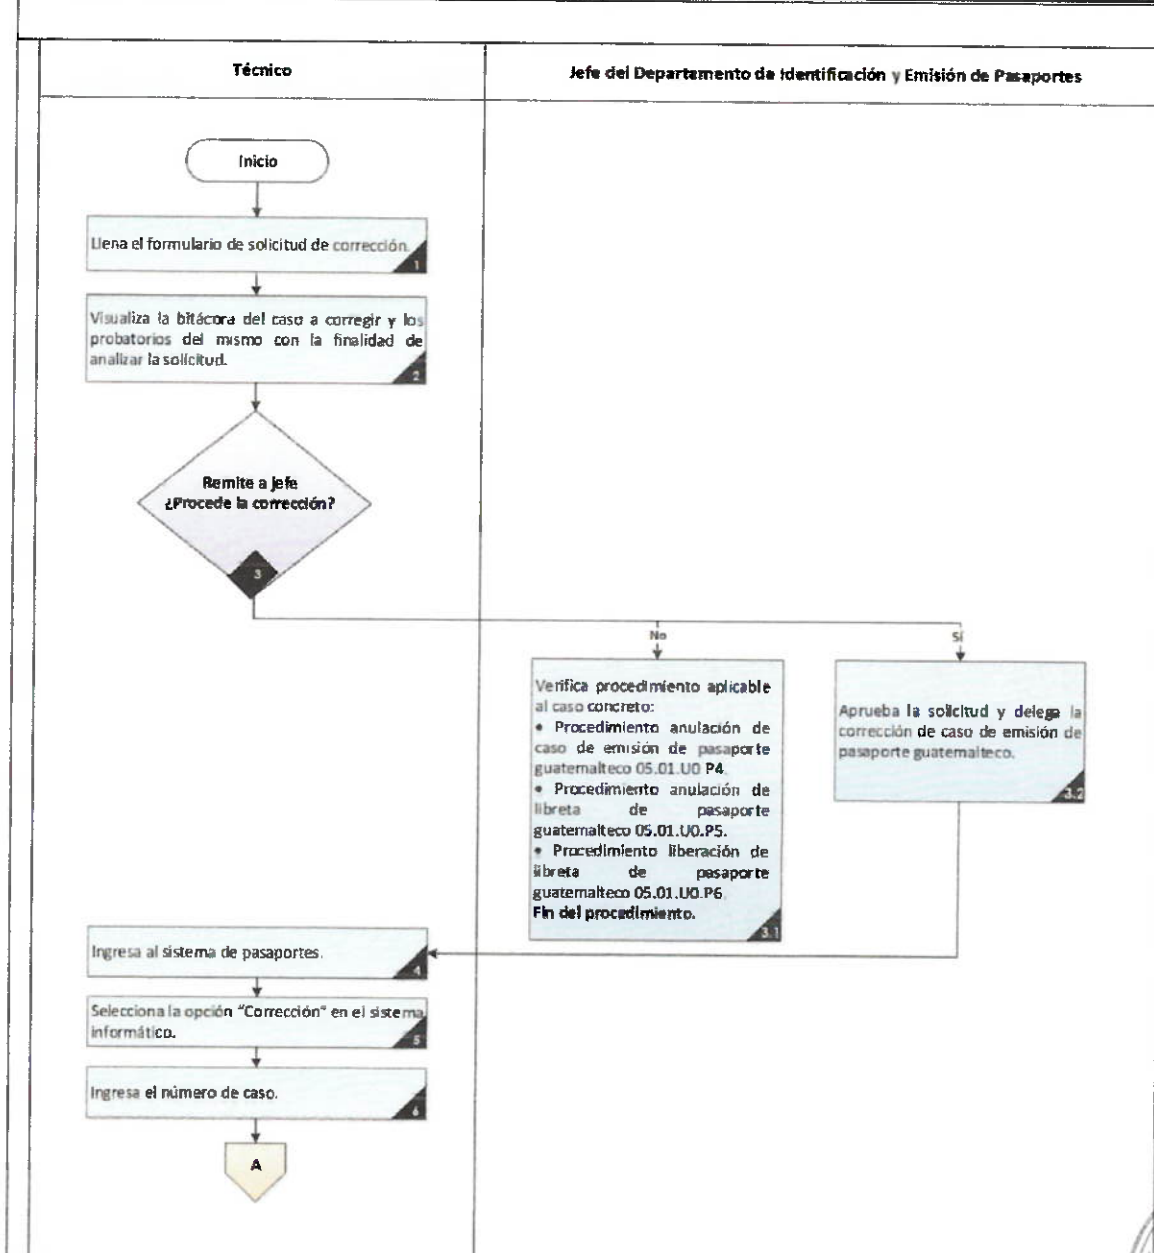 Técnico
Jefe del Departamento de Identificación y Emisión de Pasaportes
Inicio
Llena el formulario de solicitud de corrección.
1
Visualiza la bitácora del caso a corregir y los
probatorios del mismo con la finalidad de
analizar la solicitud.
2
Remite a jefe
¿Procede la corrección?
3
No
Sí
Verifica procedimiento aplicable
al caso concreto:
• Procedimiento anulación de
caso de emisión de pasaporte
guatemalteco 05.01.U0 P4.
• Procedimiento anulación de
libreta de pasaporte
guatemalteco 05.01.U0.P5.
• Procedimiento liberación de
libreta de pasaporte
guatemalteco 05.01.U0.P6
Fin del procedimiento.
3.1
Aprueba la solicitud y delega la
corrección de caso de emisión de
pasaporte guatemalteco.
3.2
Ingresa al sistema de pasaportes.
4
Selecciona la opción “Corrección” en el sistema
informático.
5
Ingresa el número de caso.
6
A